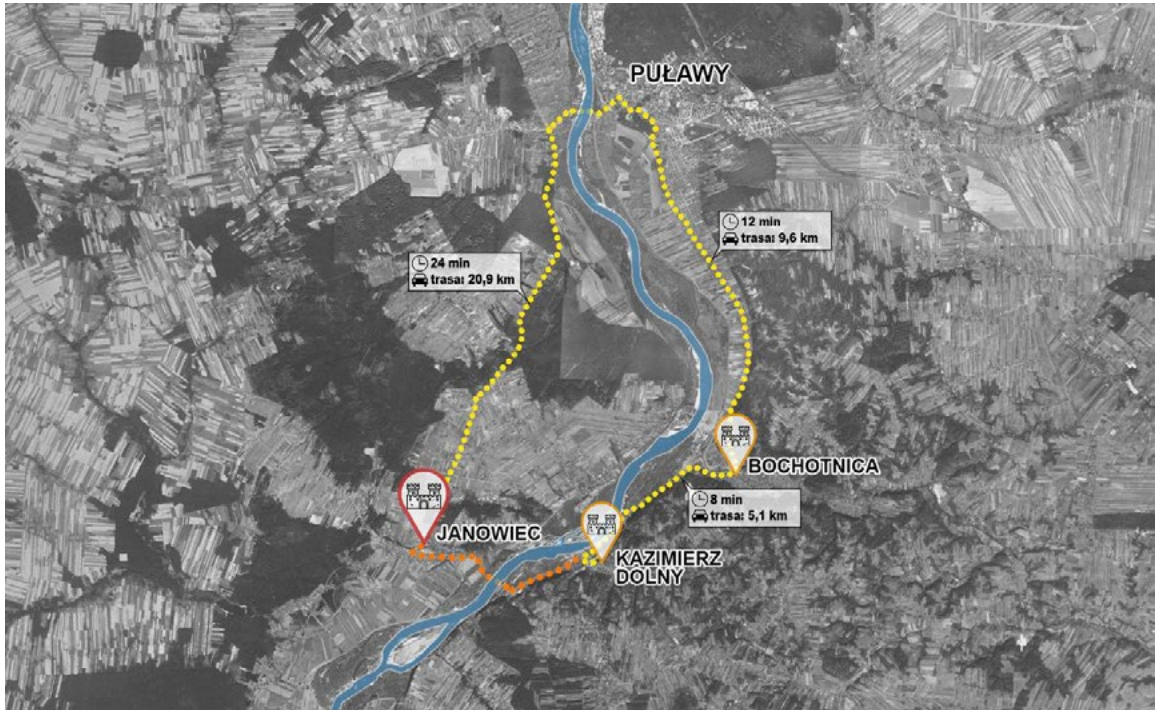 PUŁAWY
12 min
trasa: 9,6 km
24 min
trasa: 20,9 km
BOCHOTNICA
8 min
trasa: 5,1 km
JANOWIEC
KAZIMIERZ
DOLNY